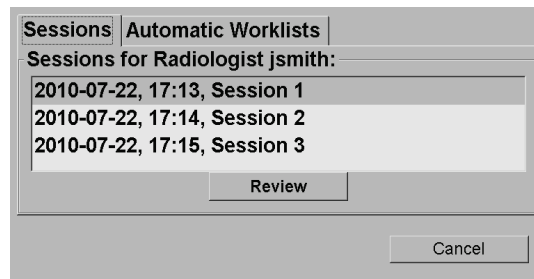 Sessions Automatic Worklists
Sessions for Radiologist jsmith:
2010-07-22, 17:13, Session 1
2010-07-22, 17:14, Session 2
2010-07-22, 17:15, Session 3
Review
Cancel